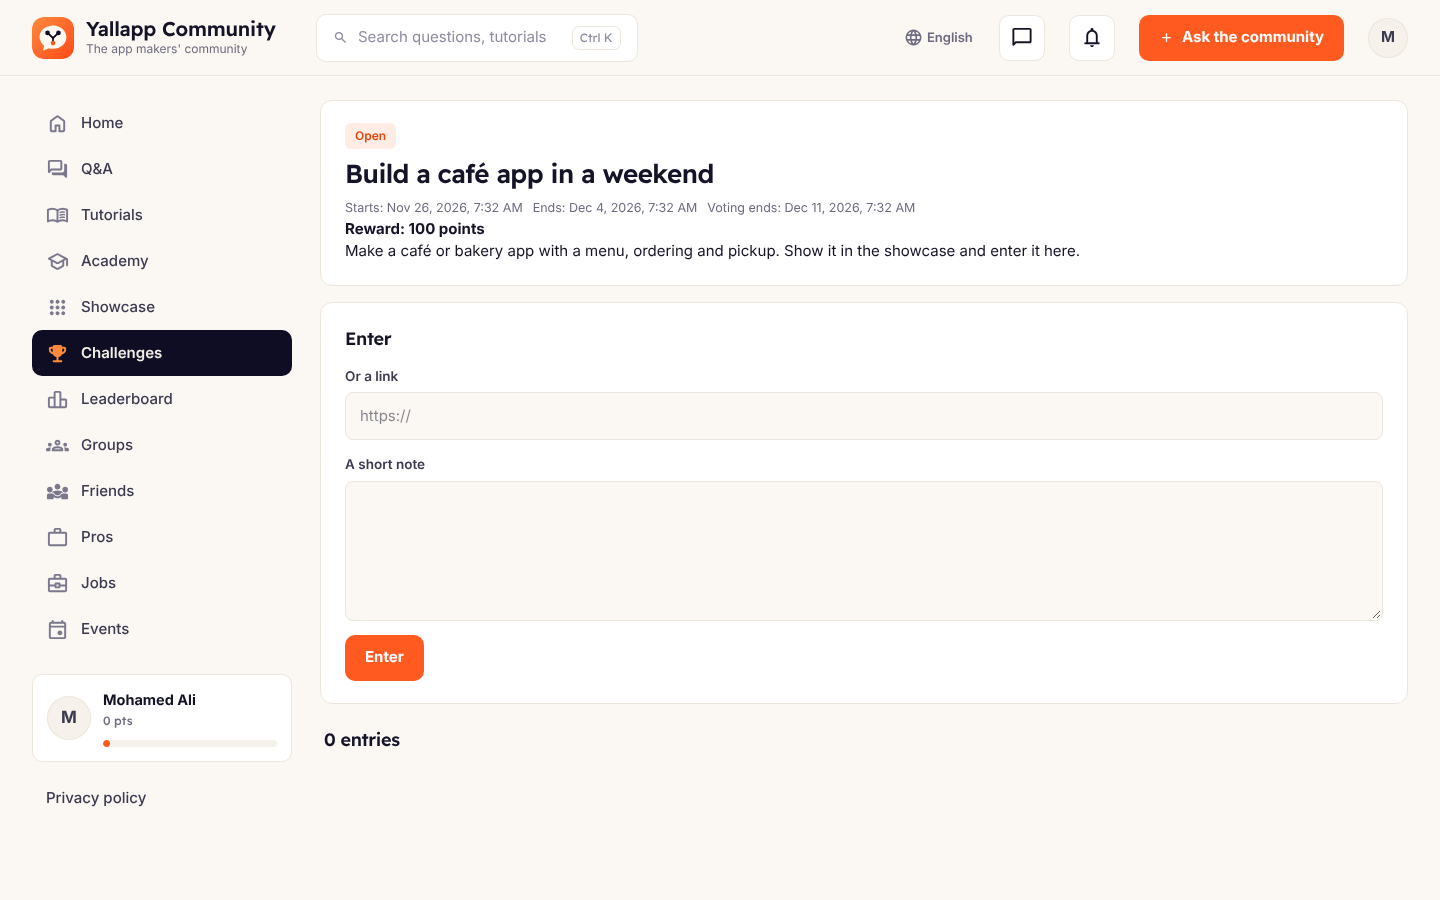 Yallapp Community
The app makers' community
Search questions, tutorials
Ctrl K
English
+ Ask the community
M
Home
Q&A
Tutorials
Academy
Showcase
Challenges
Leaderboard
Groups
Friends
Pros
Jobs
Events
M
Mohamed Ali
0 pts
Privacy policy
Open
Build a café app in a weekend
Starts: Nov 26, 2026, 7:32 AM Ends: Dec 4, 2026, 7:32 AM Voting ends: Dec 11, 2026, 7:32 AM
Reward: 100 points
Make a café or bakery app with a menu, ordering and pickup. Show it in the showcase and enter it here.
Enter
Or a link
https://
A short note
Enter
0 entries